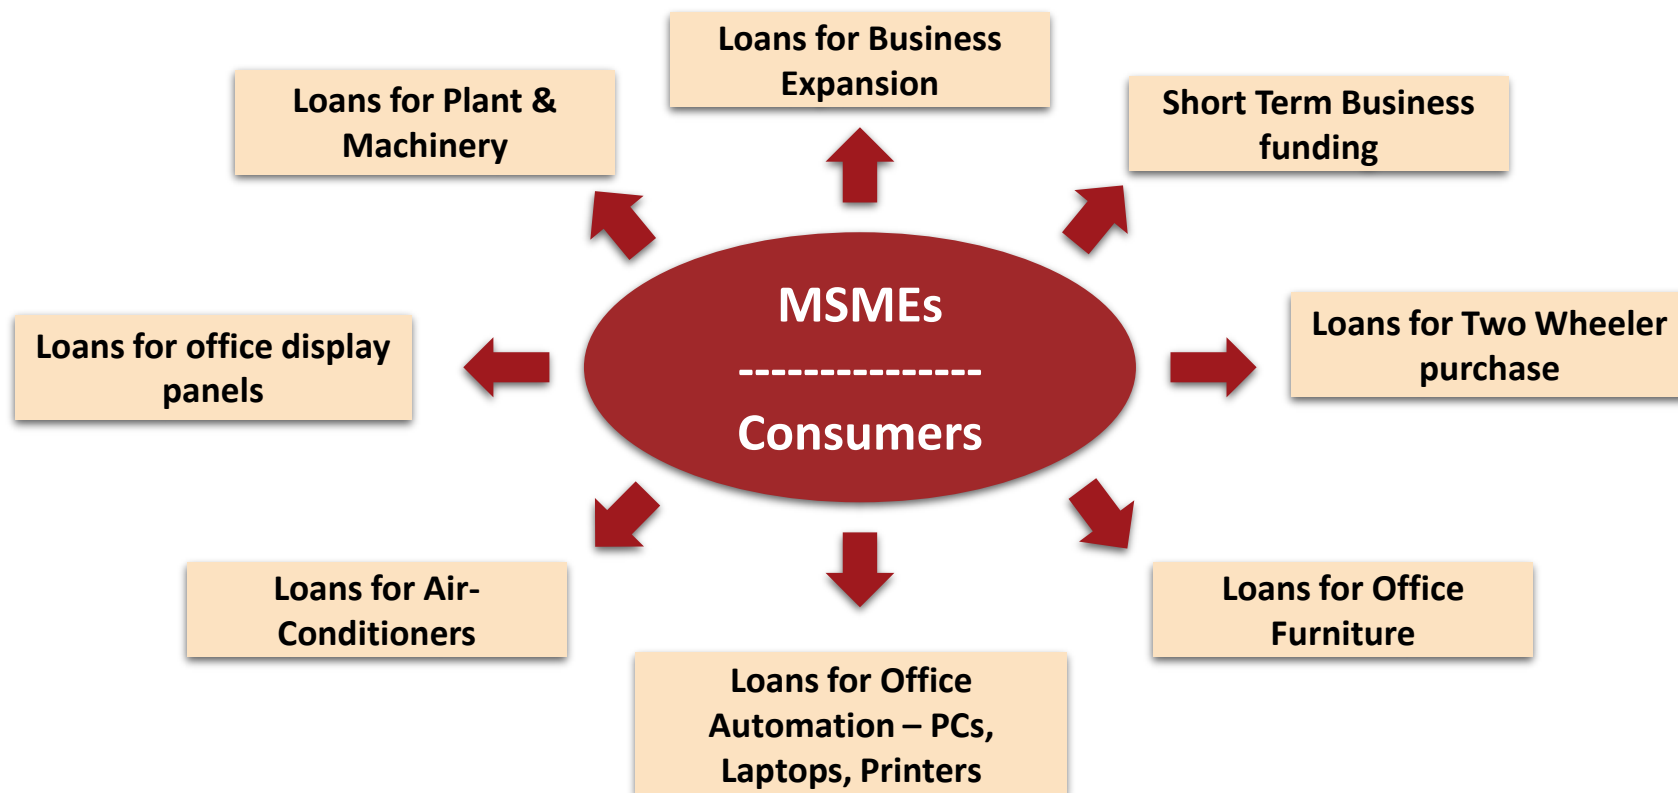 Loans for Business
Expansion
Loans for Plant &
Machinery
Short Term Business
funding
MSMEs
---------------
Consumers
Loans for office display
panels
Loans for Two Wheeler
purchase
Loans for Air-
Conditioners
Loans for Office
Furniture
Loans for Office
Automation – PCs,
Laptops, Printers